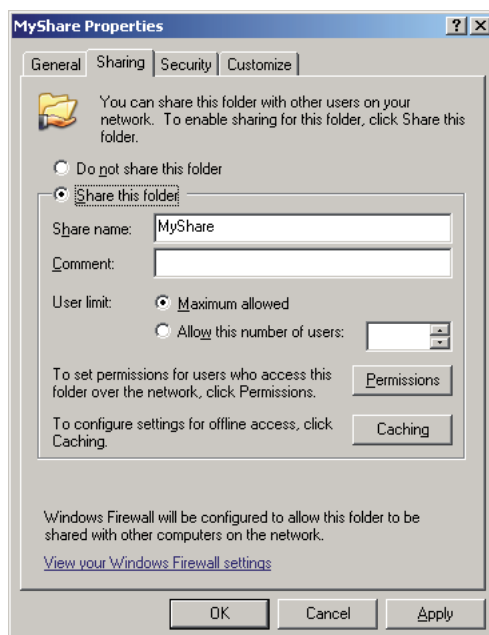 MyShare Properties
General Sharing Security Customize
You can share this folder with other users on your
network. To enable sharing for this folder, click Share this
folder.
Do not share this folder
Share this folder
Share name: MyShare
Comment:
User limit: Maximum allowed
Allow this number of users:
To set permissions for users who access this
folder over the network, click Permissions.
Permissions
To configure settings for offline access, click
Caching.
Caching
Windows Firewall will be configured to allow this folder to be
shared with other computers on the network.
View your Windows Firewall settings
OK Cancel Apply